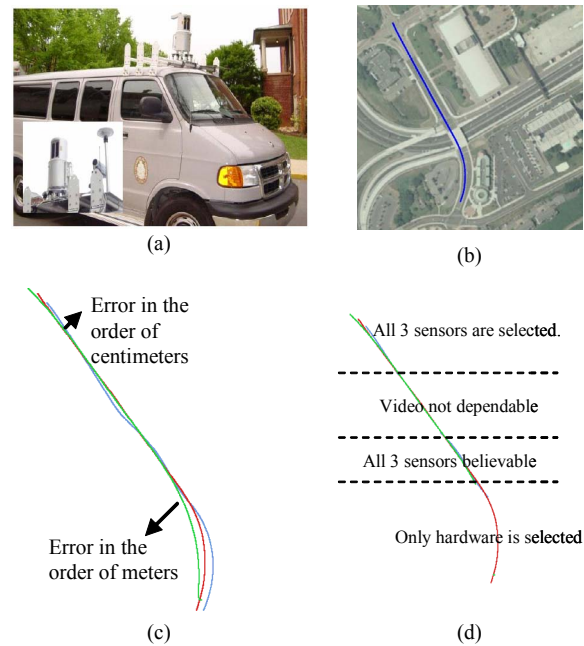 (a)
(b)
Error in the
order of
centimeters
Error in the
order of meters
(c)
All 3 sensors are selected.
Video not dependable
All 3 sensors believable
Only hardware is selected
(d)